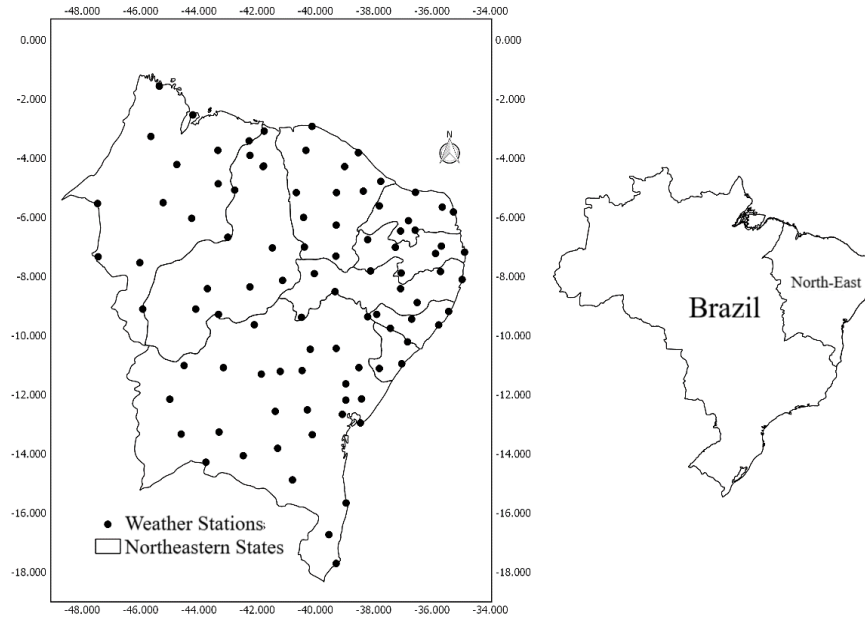 -48.000 -46.000 -44.000 -42.000 -40.000 -38.000 -36.000 -34.000
0.000 0.000
-2.000 -2.000
N
-4.000 -4.000
-6.000 -6.000
-8.000 -8.000
North-East
Brazil
-10.000 -10.000
-12.000 -12.000
-14.000 -14.000
-16.000 -16.000
Weather Stations
Northeastern States
-18.000 -18.000
-48.000 -46.000 -44.000 -42.000 -40.000 -38.000 -36.000 -34.000